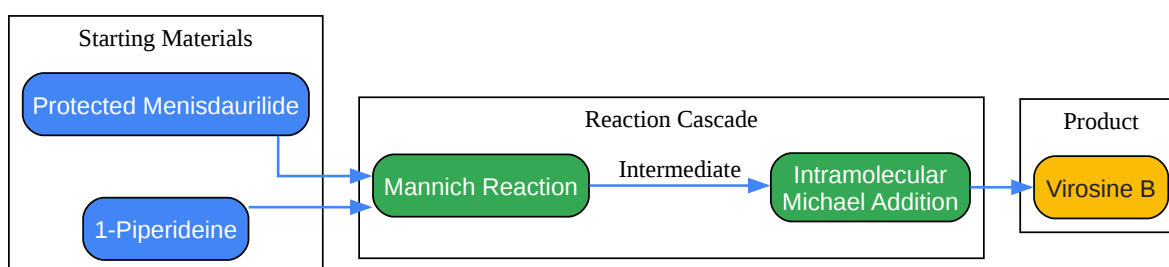 Starting Materials
Protected Menisdaurilide
1-Piperideine
Reaction Cascade
Mannich Reaction
Intermediate
Intramolecular
Michael Addition
Product
Virosine B